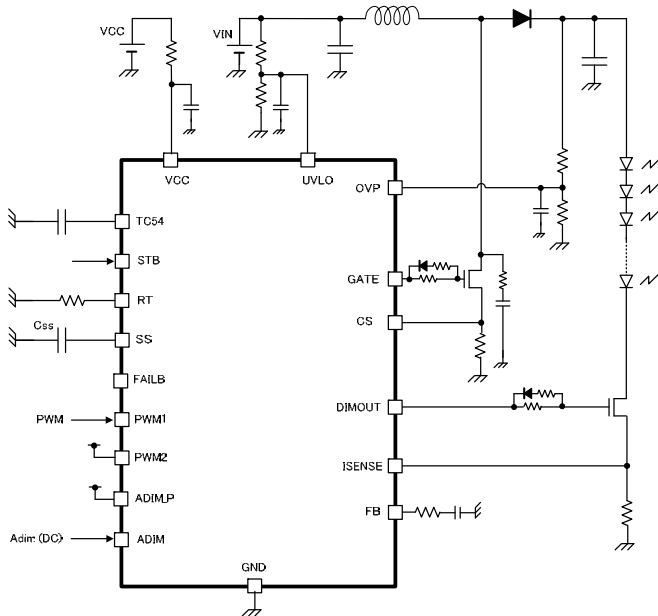 VCC
VIN
VCC
UVLO
OVP
TC54
STB
GATE
RT
CS
Css
SS
FAILB
DIMOUT
PWM
PWM1
PWM2
ISENSE
ADIM_P
FB
Adim (DC)
ADIM
GND